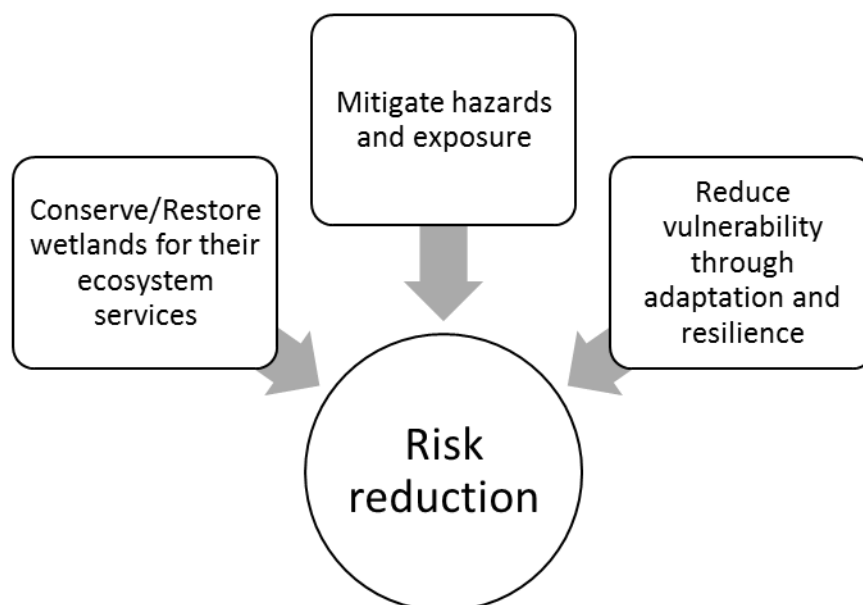 Mitigate hazards
and exposure
Conserve/Restore
wetlands for their
ecosystem
services
Reduce
vulnerability
through
adaptation and
resilience
Risk
reduction